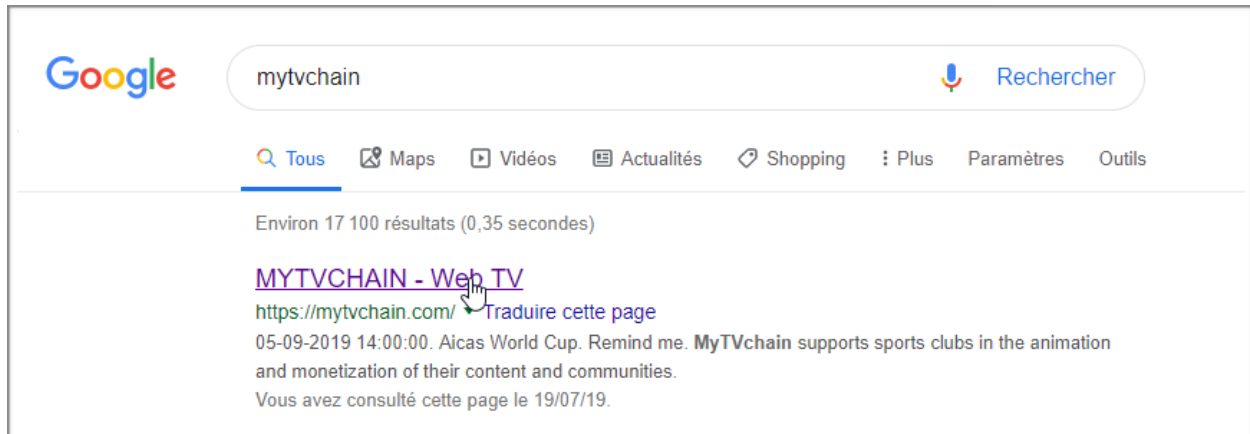 Google
mytvchain
Rechercher
Tous Maps Vidéos Actualités Shopping Plus Paramètres Outils
Environ 17 100 résultats (0,35 secondes)
MYTVCHAIN - Web TV
https://mytvchain.com/ Traduire cette page
05-09-2019 14:00:00. Aicas World Cup. Remind me. MyTVchain supports sports clubs in the animation
and monetization of their content and communities.
Vous avez consulté cette page le 19/07/19.